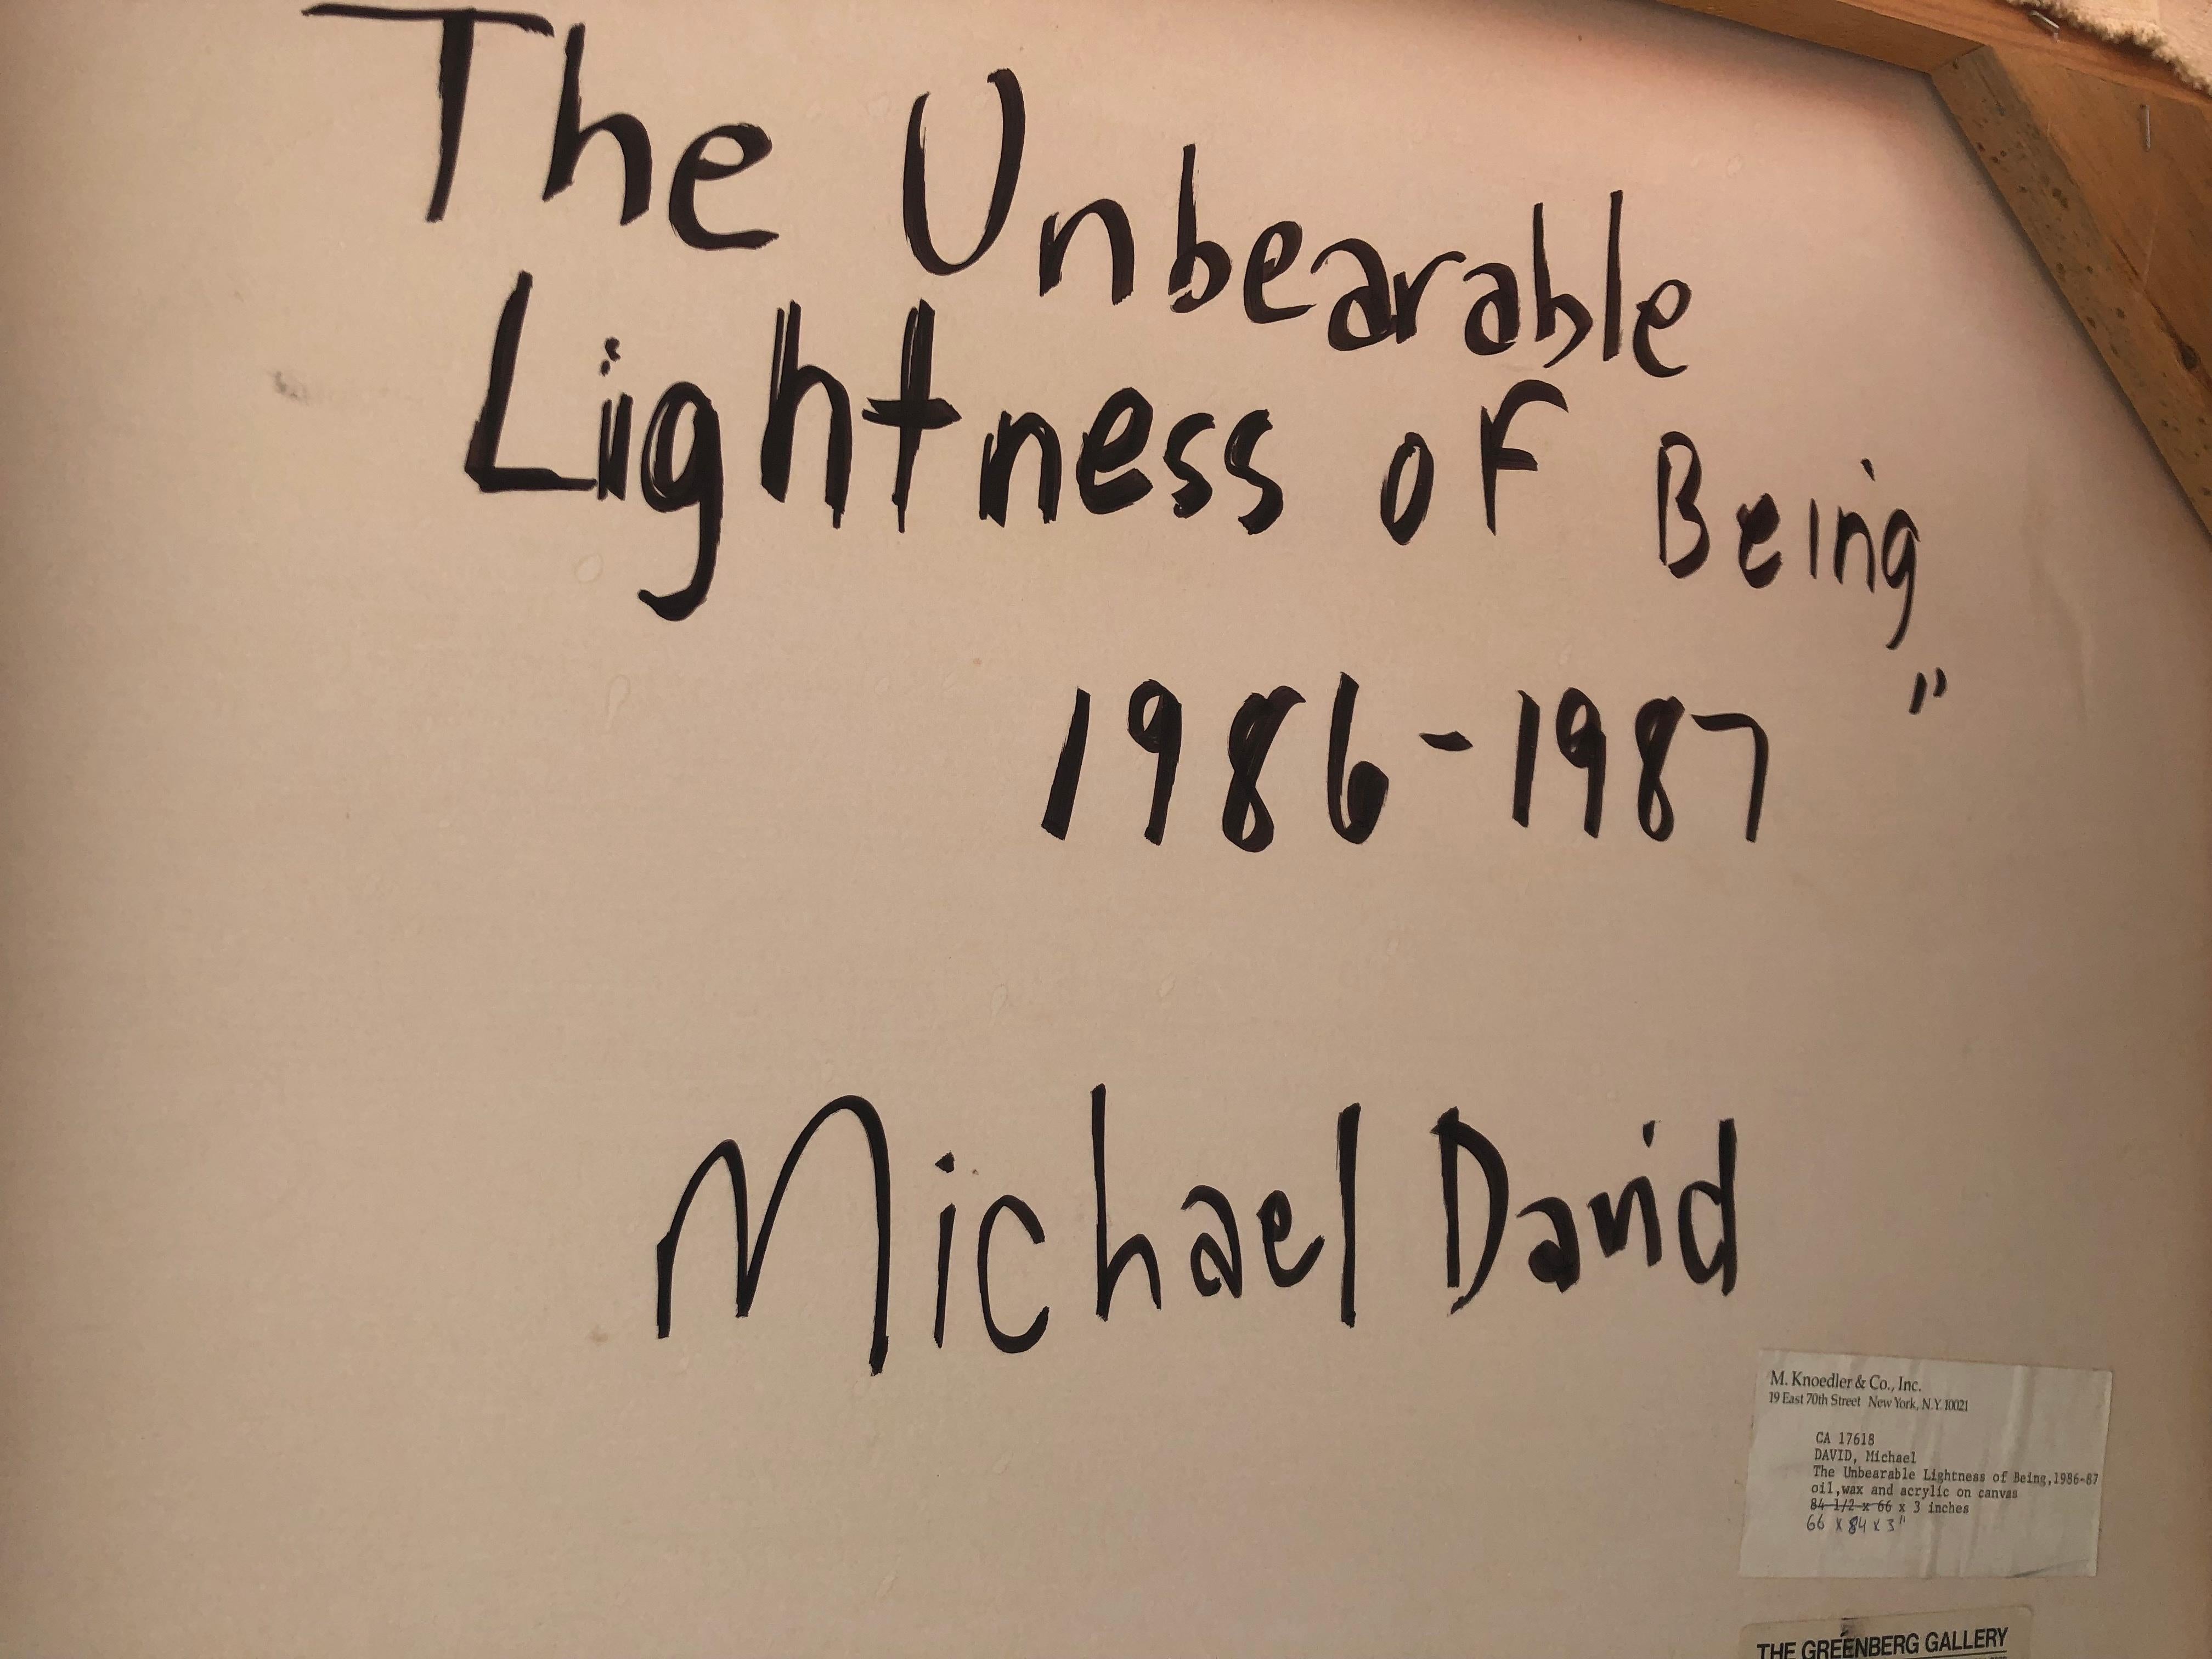 The Unbearable
Lightness of Being
"
1986-1987
Michael David
M. Knoedler & Co., Inc.
19 East 70th Street New York, N.Y. 10021
CA 17618
DAVID, Michael
The Unbearable Lightness of Being,1986-87
oil,wax and acrylic on canvas
84 1/2 x 66 x 3 inches
66 x 84 x 3"
THE GREENBERG GALLERY